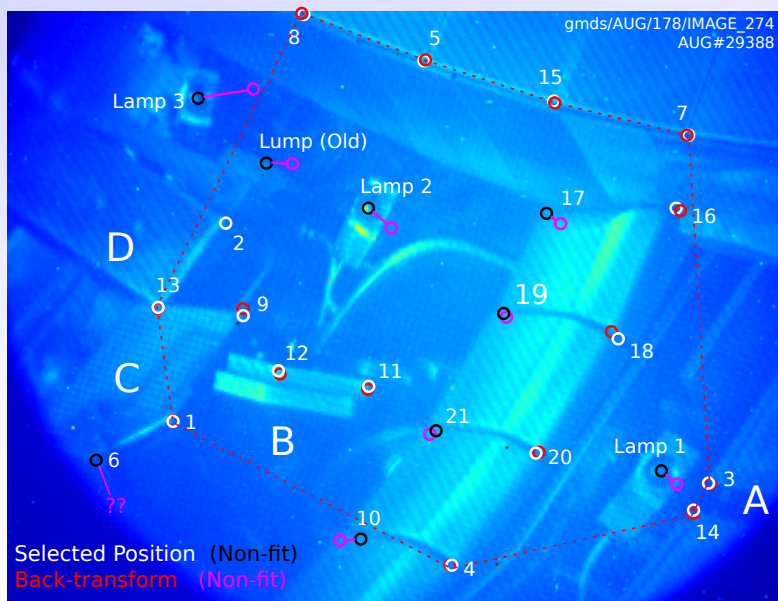 gmds/AUG/178/IMAGE_274
AUG#29388
8
5
15
Lamp 3
7
Lump (Old)
Lamp 2
17
16
2
D
13
9
19
18
12
11
C
1
21
B
20
Lamp 1
6
3
A
??
10
14
4
Selected Position (Non-fit)
Back-transform (Non-fit)